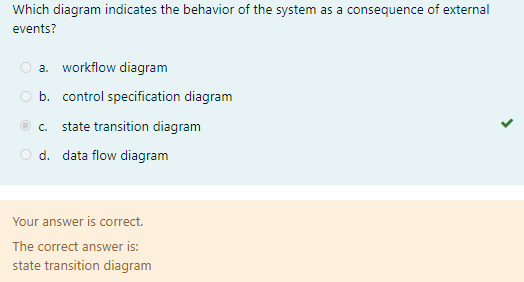 Which diagram indicates the behavior of the system as a consequence of external
events?
a. workflow diagram
b. control specification diagram
c. state transition diagram
d. data flow diagram
Your answer is correct.
The correct answer is:
state transition diagram